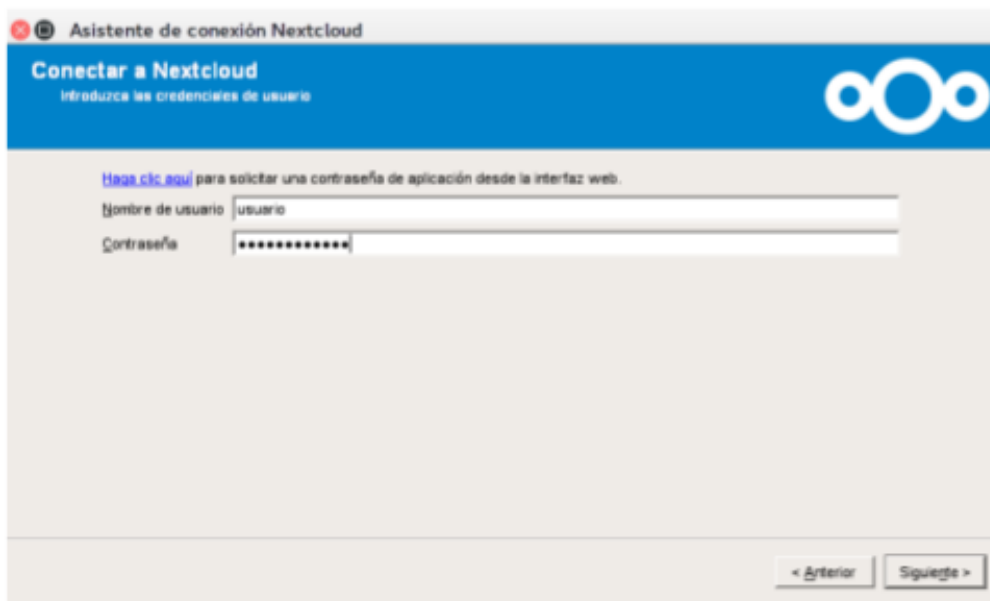 Asistente de conexión Nextcloud
Conectar a Nextcloud
Introduzca las credenciales de usuario
Haga clic aquí para solicitar una contraseña de aplicación desde la interfaz web.
Nombre de usuario usuario
Contraseña ••••••••••••
< Anterior Siguiente >